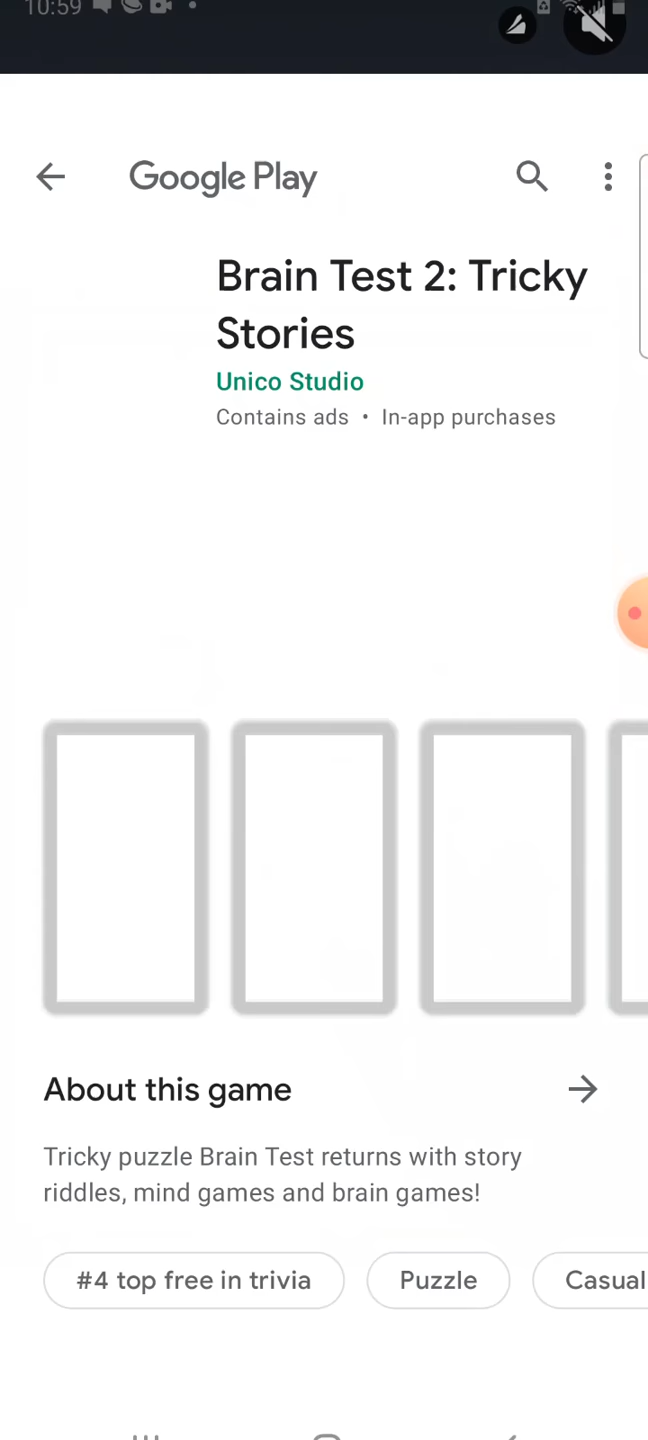 10:59
Google Play
Brain Test 2: Tricky
Stories
Unico Studio
Contains ads • In-app purchases
About this game
Tricky puzzle Brain Test returns with story
riddles, mind games and brain games!
#4 top free in trivia
Puzzle
Casual